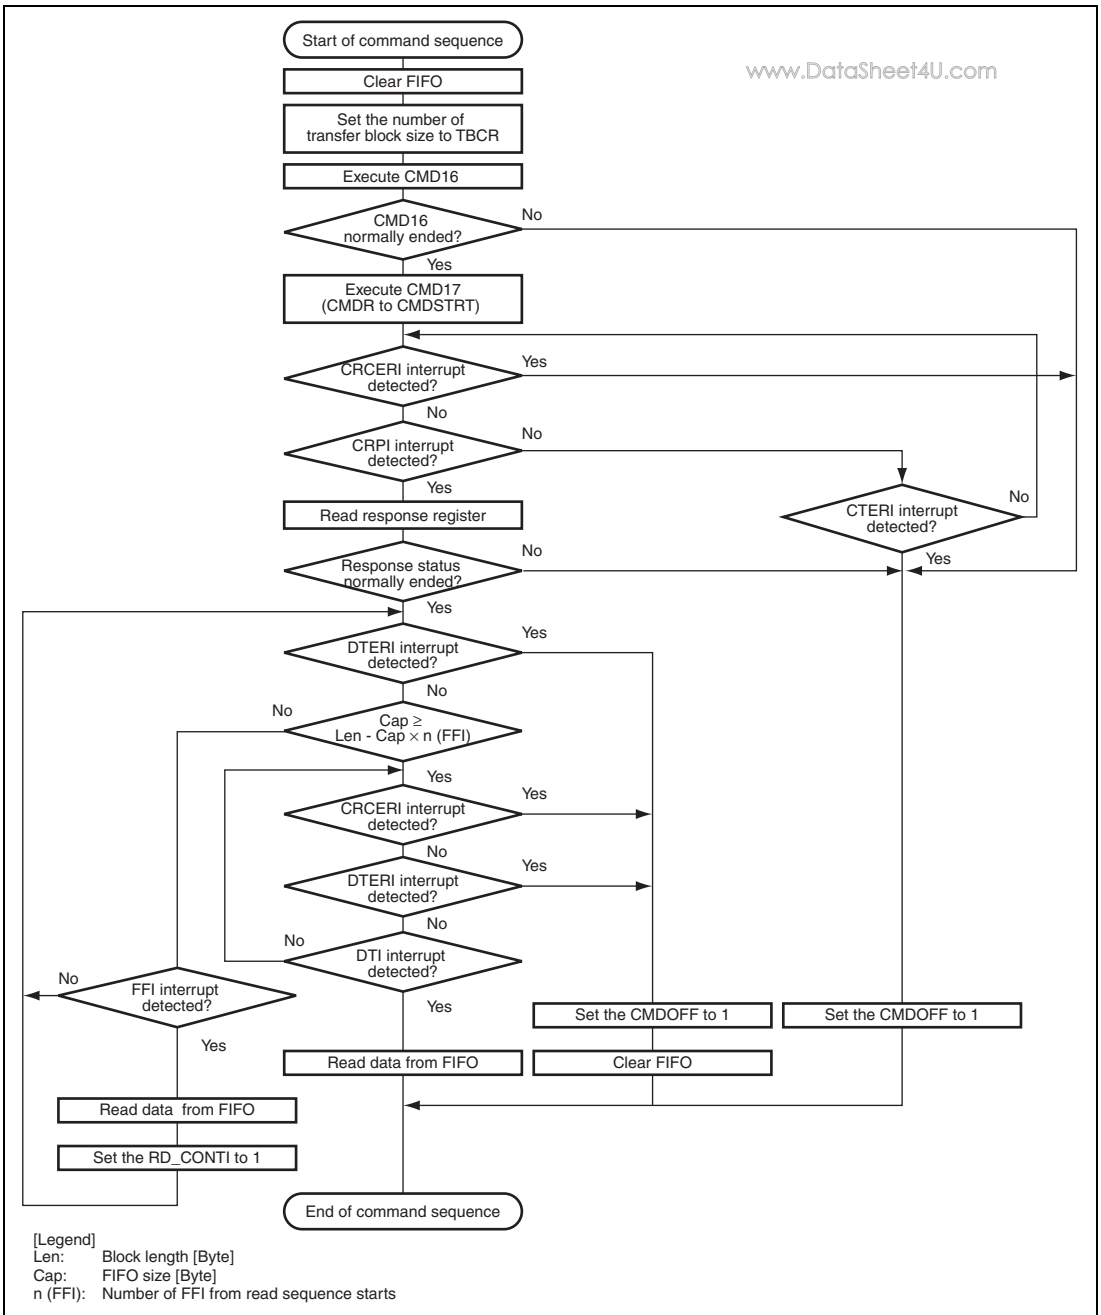 Start of command sequence
www.DataSheet4U.com
Clear FIFO
Set the number of
transfer block size to TBCR
Execute CMD16
CMD16
normally ended?
No
Yes
Execute CMD17
(CMDR to CMDSTRT)
CRCERI interrupt
detected?
Yes
No
CRPI interrupt
detected?
No
Yes
CTERI interrupt
detected?
No
Yes
Read response register
Response status
normally ended?
No
Yes
DTERI interrupt
detected?
Yes
No
Cap ≥
Len - Cap × n (FFI)
No
Yes
CRCERI interrupt
detected?
Yes
No
DTERI interrupt
detected?
Yes
No
DTI interrupt
detected?
No
Yes
FFI interrupt
detected?
No
Yes
Set the CMDOFF to 1
Set the CMDOFF to 1
Read data from FIFO
Clear FIFO
Read data from FIFO
Set the RD_CONTI to 1
End of command sequence
[Legend]
Len: Block length [Byte]
Cap: FIFO size [Byte]
n (FFI): Number of FFI from read sequence starts